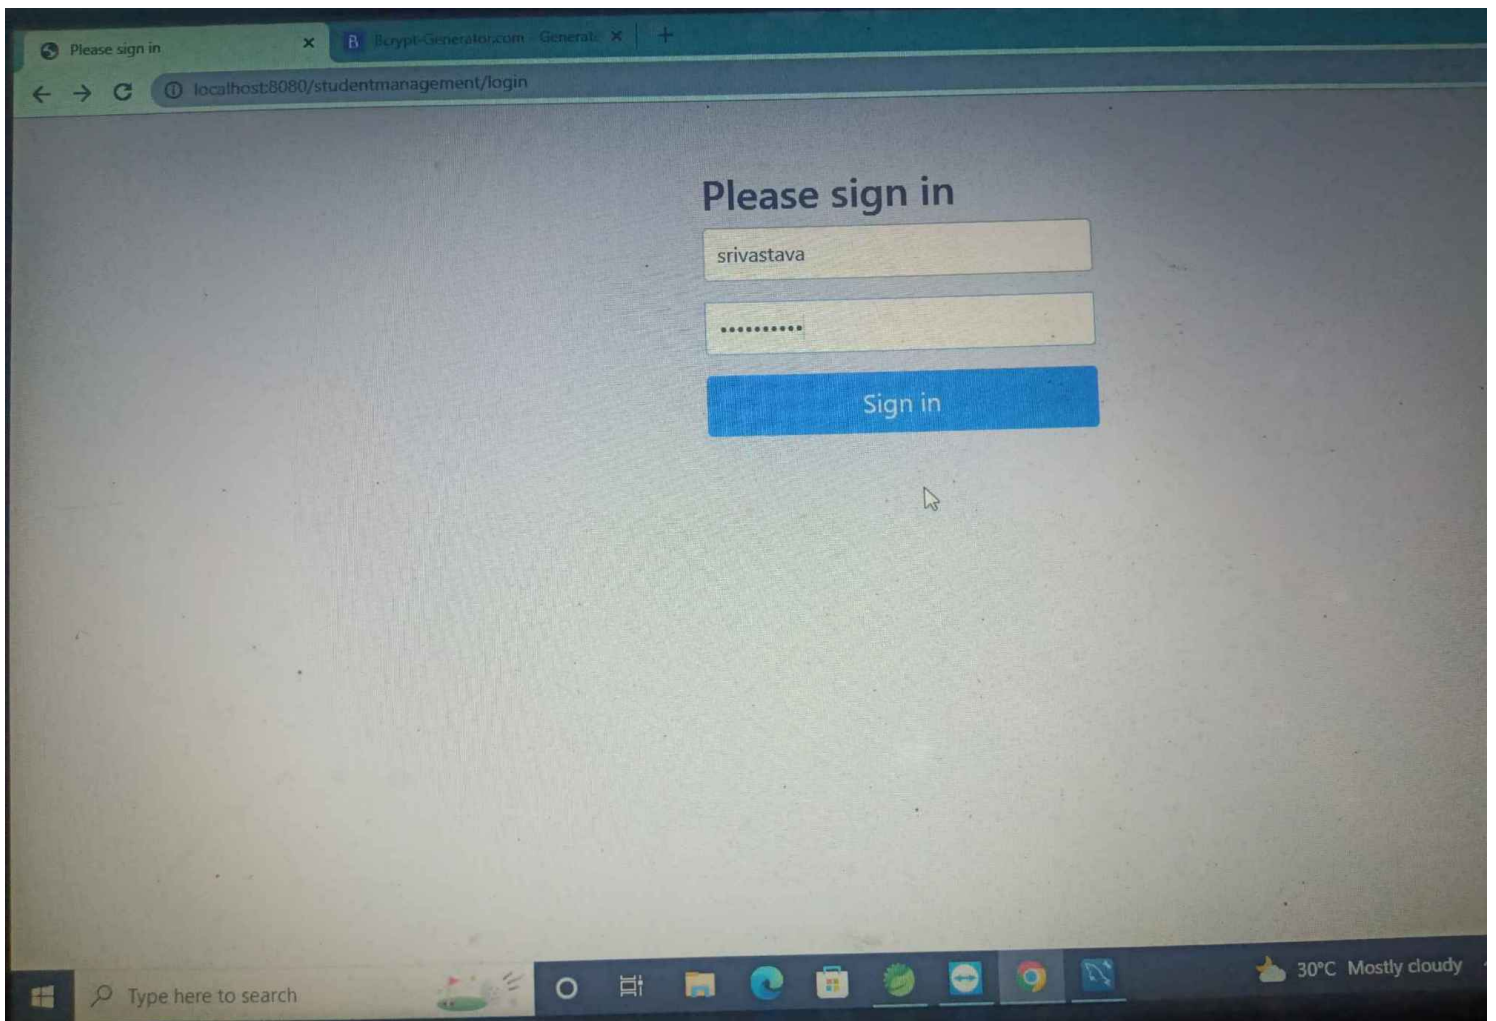 Please sign in
B Bcrypt-Generator.com - Generate
localhost:8080/studentmanagement/login
Please sign in
srivastava
••••••••••
Sign in
Type here to search
30°C Mostly cloudy